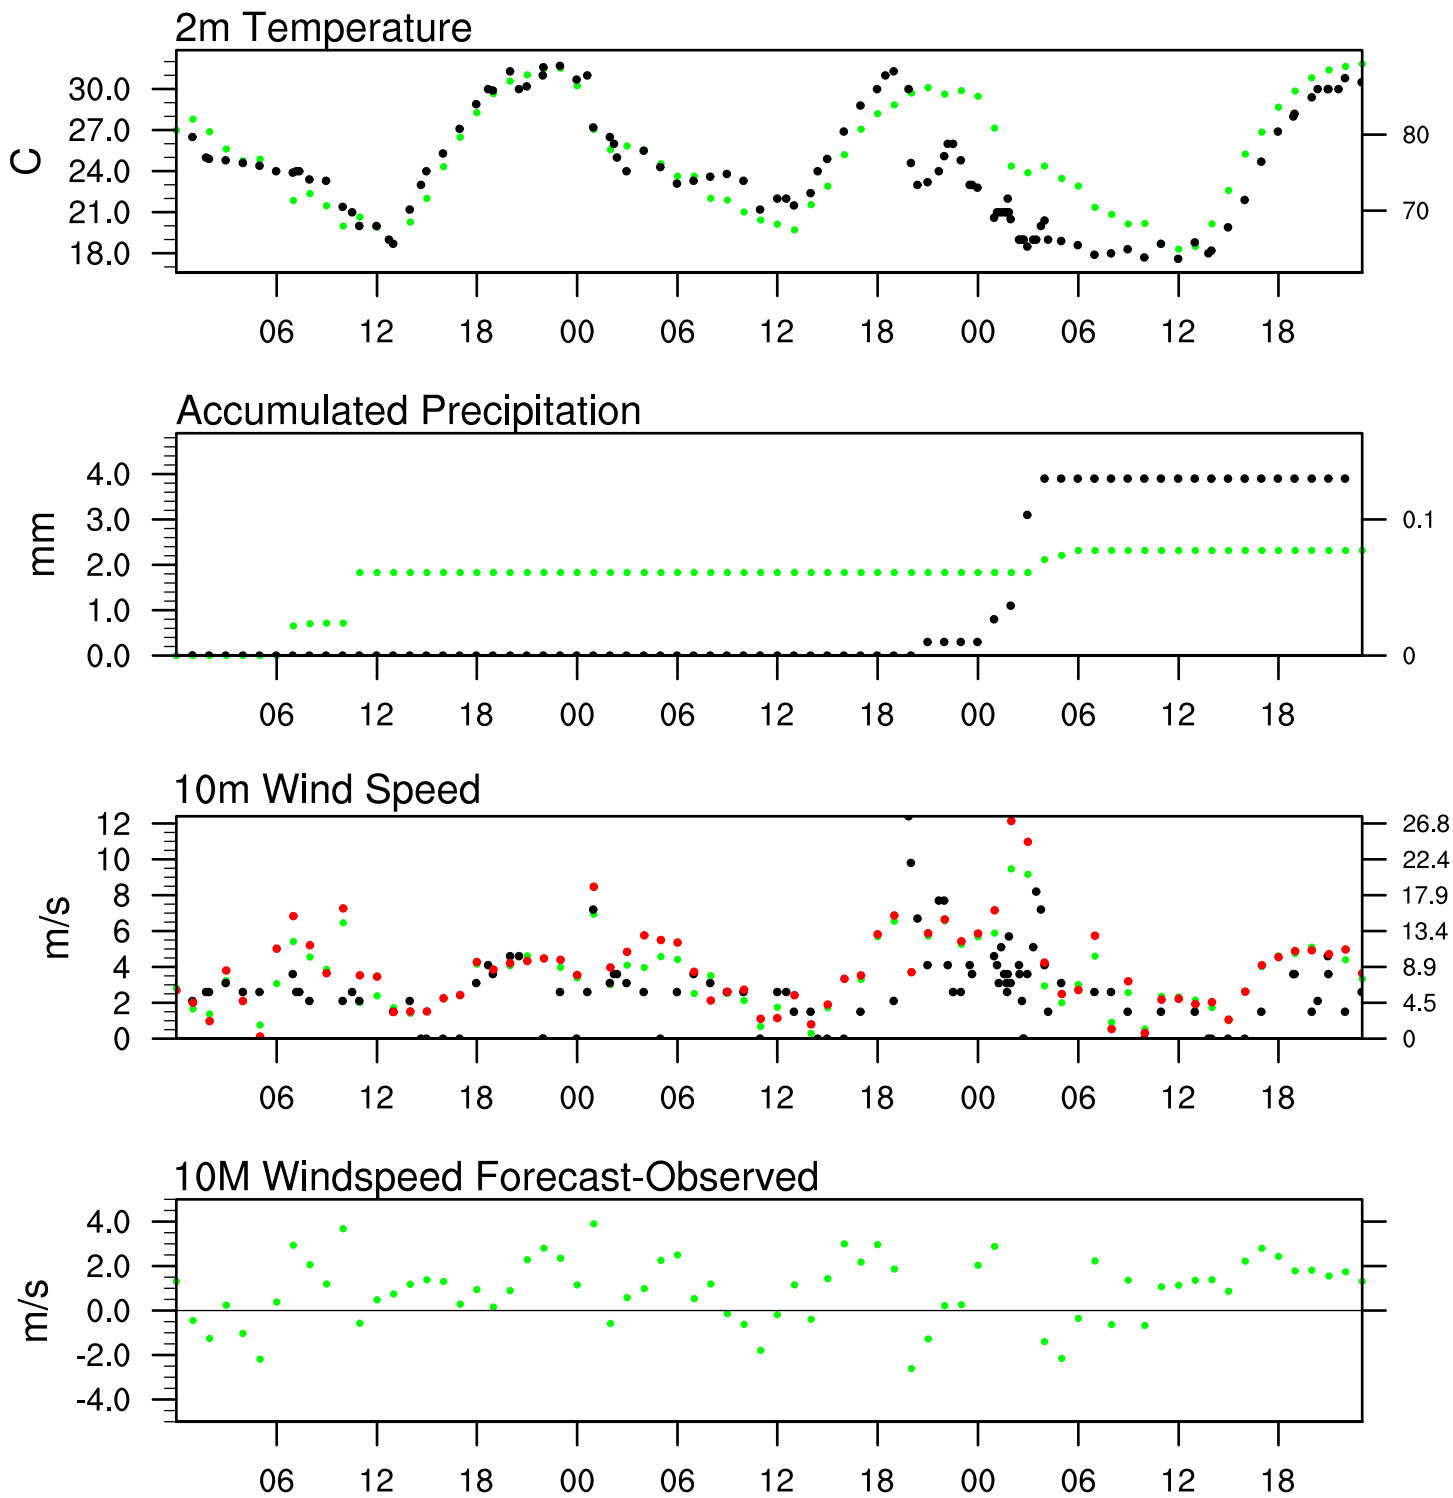 2m Temperature
C
30.0
27.0
24.0
21.0
18.0
80
70
06 12 18 00 06 12 18 00 06 12 18
Accumulated Precipitation
mm
4.0
3.0
2.0
1.0
0.0
0.1
0
06 12 18 00 06 12 18 00 06 12 18
10m Wind Speed
m/s
12
10
8
6
4
2
0
26.8
22.4
17.9
13.4
8.9
4.5
0
06 12 18 00 06 12 18 00 06 12 18
10M Windspeed Forecast-Observed
m/s
4.0
2.0
0.0
-2.0
-4.0
06 12 18 00 06 12 18 00 06 12 18